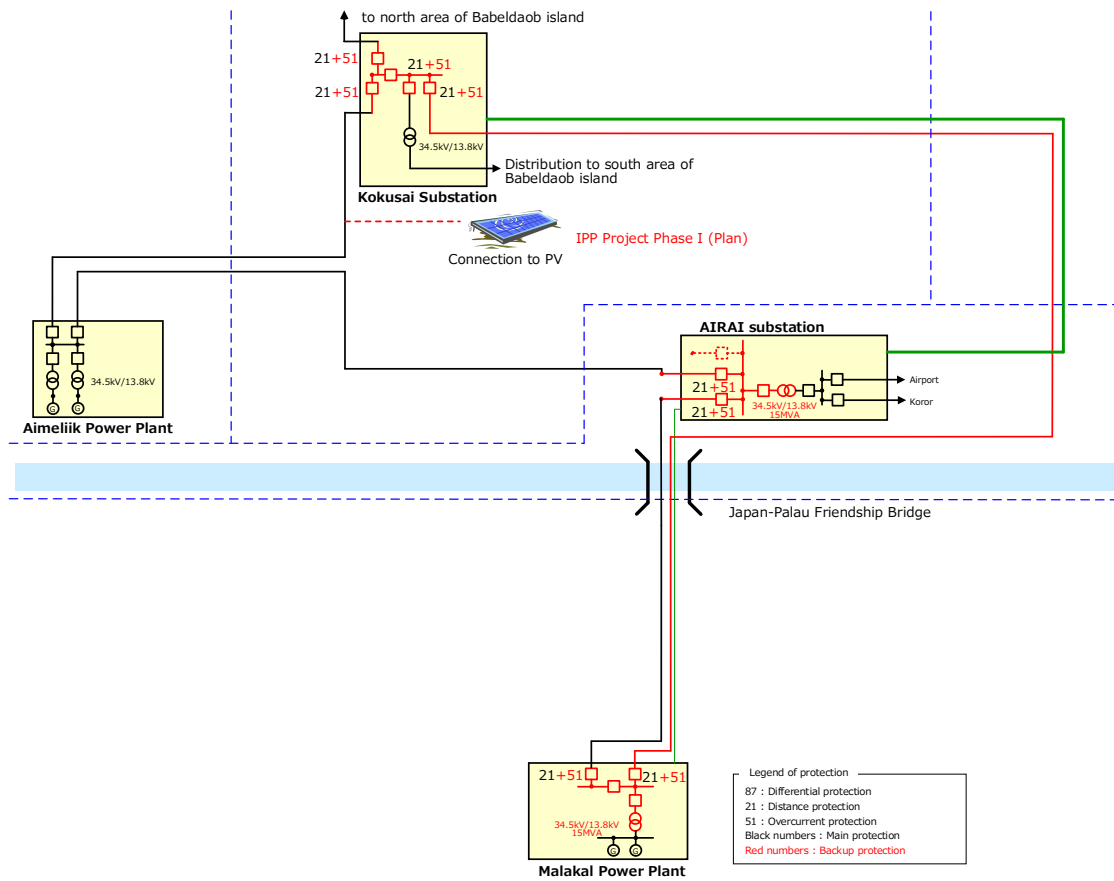 to north area of Babeldaob island
21+51
21+51
21+51
21+51
34.5kV/13.8kV
Distribution to south area of
Babeldaob island
Kokusai Substation
IPP Project Phase I (Plan)
Connection to PV
AIRAI substation
34.5kV/13.8kV
G
G
Aimeliik Power Plant
21+51
21+51
34.5kV/13.8kV
15MVA
Airport
Koror
Japan-Palau Friendship Bridge
21+51
21+51
34.5kV/13.8kV
15MVA
G
G
Malakal Power Plant
Legend of protection
87 : Differential protection
21 : Distance protection
51 : Overcurrent protection
Black numbers : Main protection
Red numbers : Backup protection